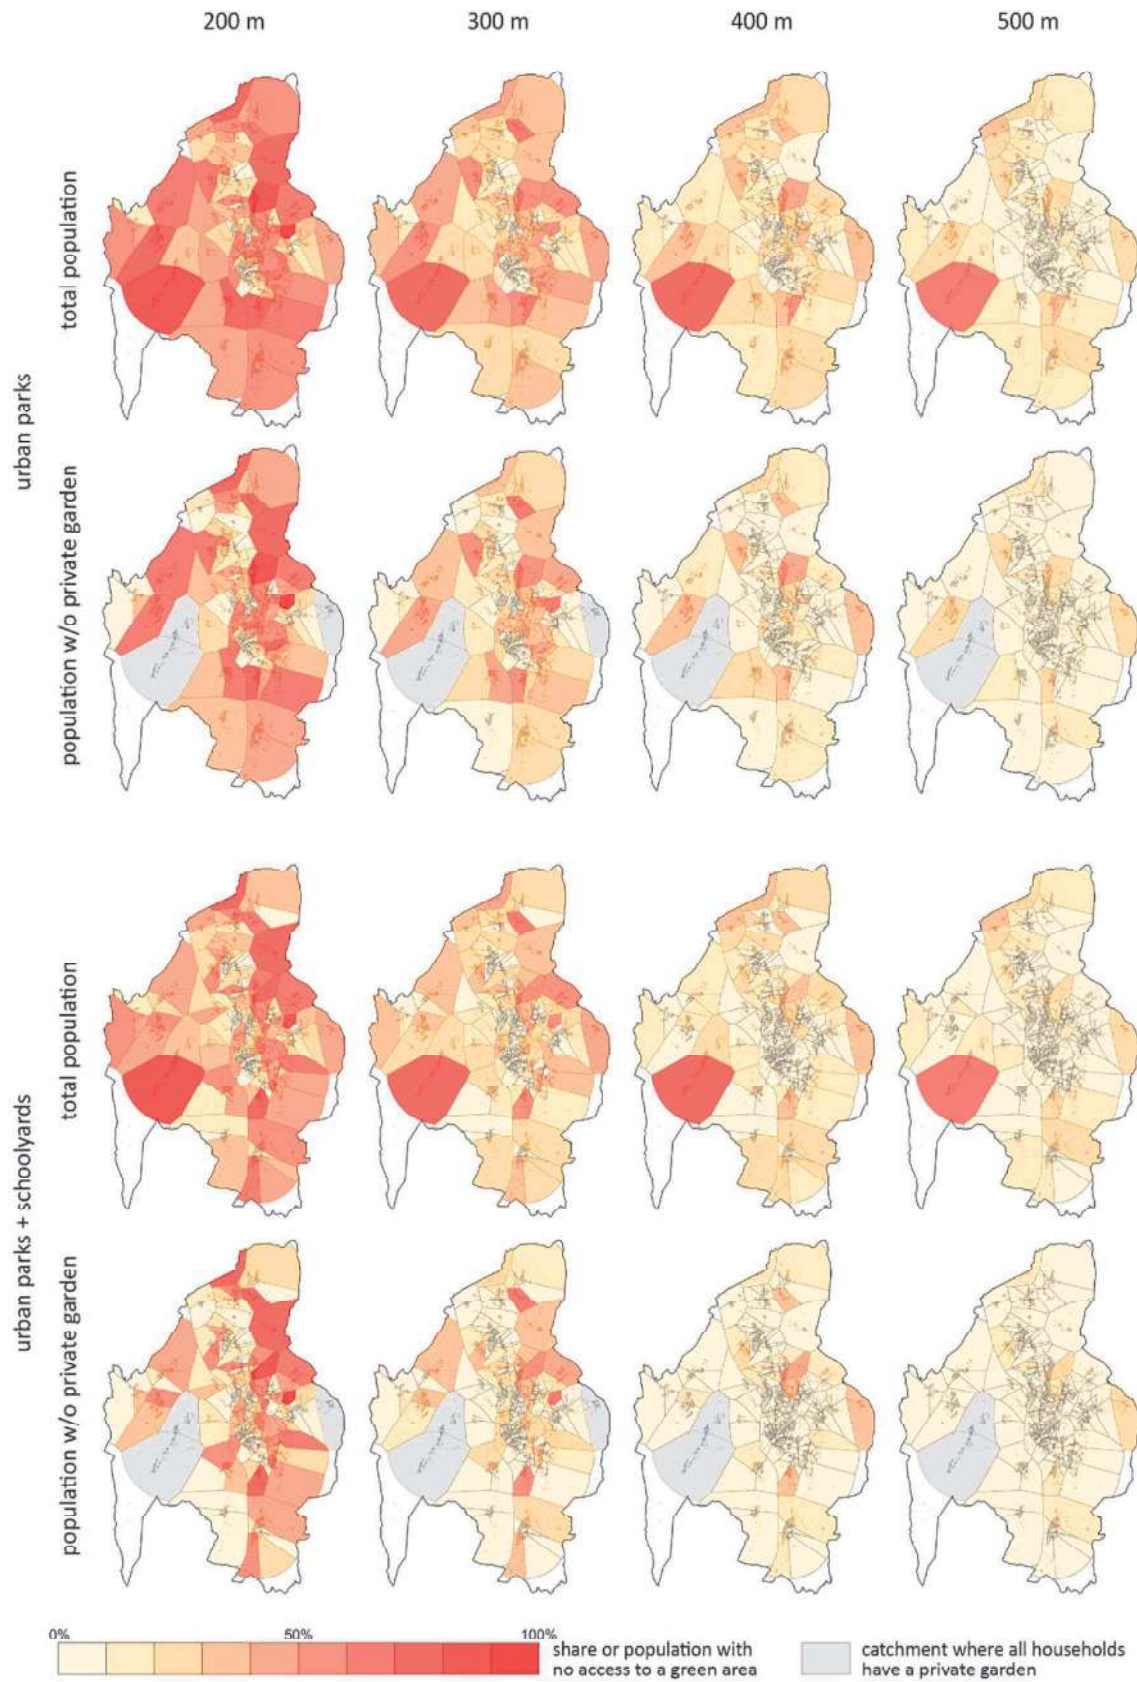 200 m 300 m 400 m 500 m
urban parks
total population
population w/o private garden
urban parks + schoolyards
total population
population w/o private garden
0% 50% 100%
share or population with
no access to a green area
catchment where all households
have a private garden